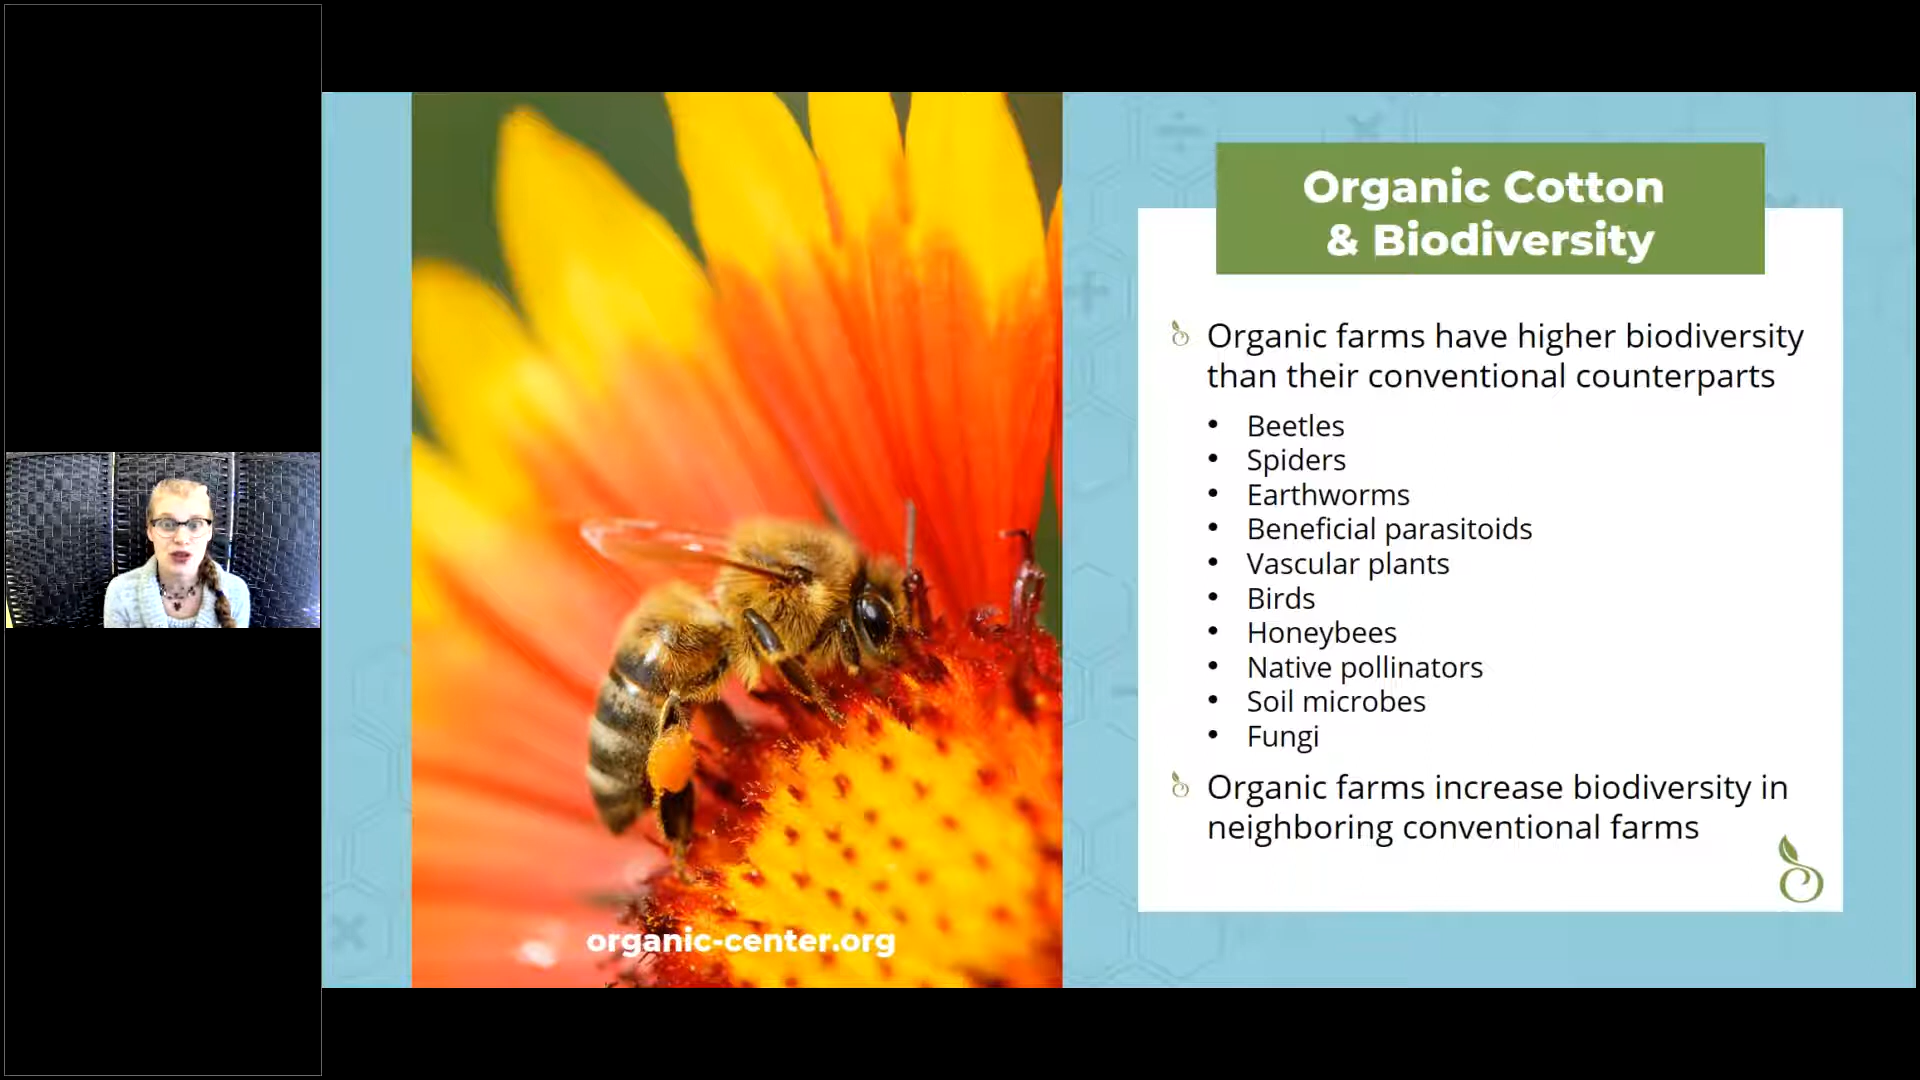 Organic Cotton
& Biodiversity
Organic farms have higher biodiversity
than their conventional counterparts
• Beetles
• Spiders
• Earthworms
• Beneficial parasitoids
• Vascular plants
• Birds
• Honeybees
• Native pollinators
• Soil microbes
• Fungi
Organic farms increase biodiversity in
neighboring conventional farms
organic-center.org